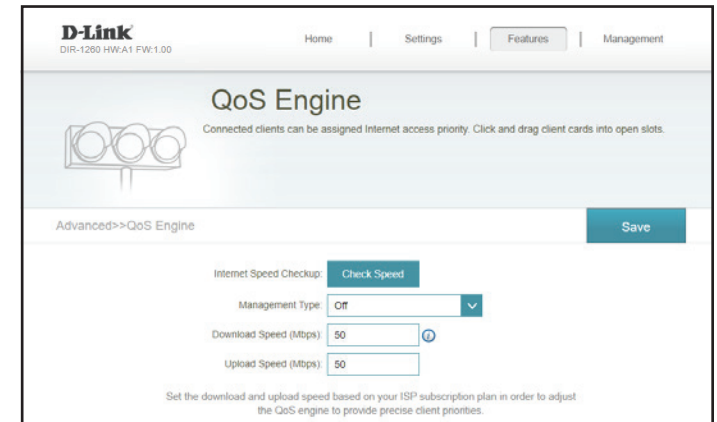 D-Link
DIR-1260 HW:A1 FW:1.00
Home | Settings | Features | Management
QoS Engine
Connected clients can be assigned Internet access priority. Click and drag client cards into open slots.
Advanced>>QoS Engine
Save
Internet Speed Checkup: Check Speed
Management Type: Off
Download Speed (Mbps): 50
Upload Speed (Mbps): 50
Set the download and upload speed based on your ISP subscription plan in order to adjust
the QoS engine to provide precise client priorities.